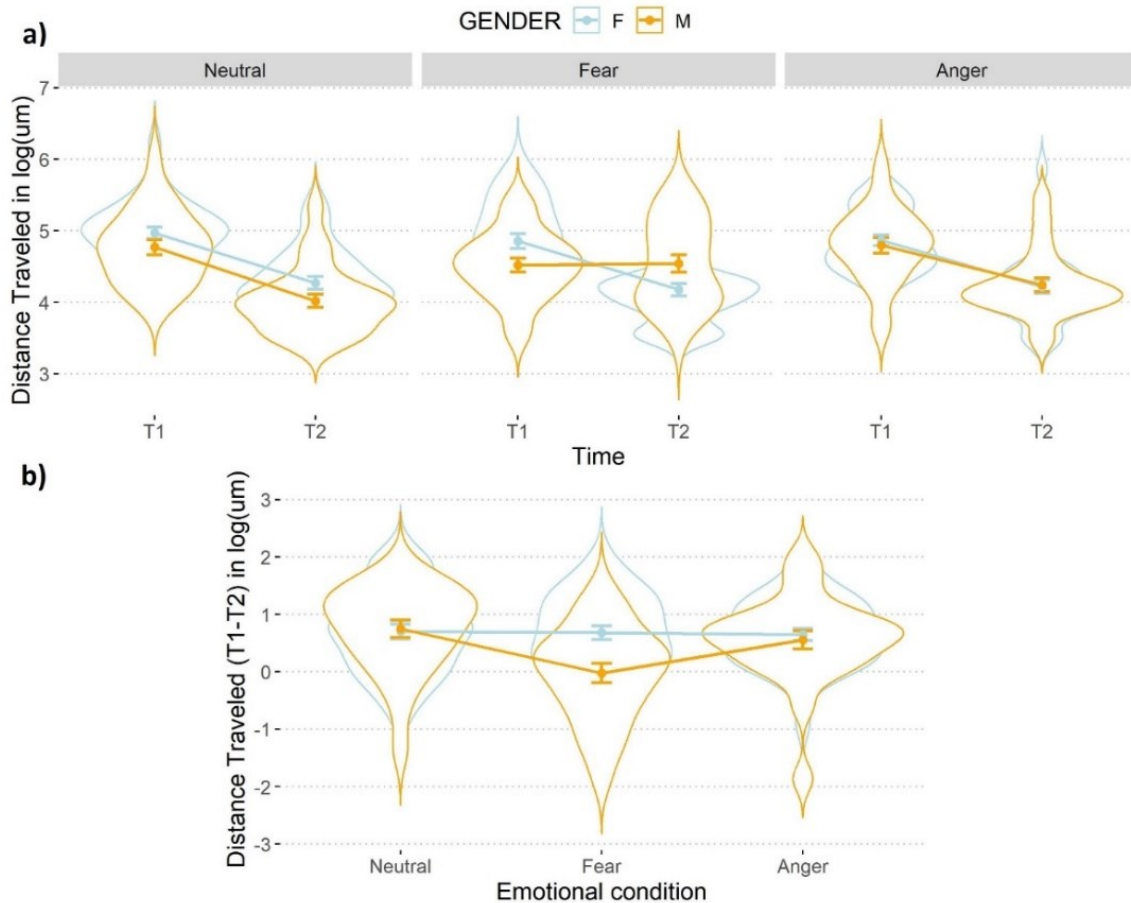 GENDER F M
a)
Neutral Fear Anger
Distance Traveled in log(um)
7
6
5
4
3
T1 T2 T1 T2 T1 T2
Time
b)
Distance Traveled (T1-T2) in log(um)
3
2
1
0
-1
-2
-3
Neutral Fear Anger
Emotional condition